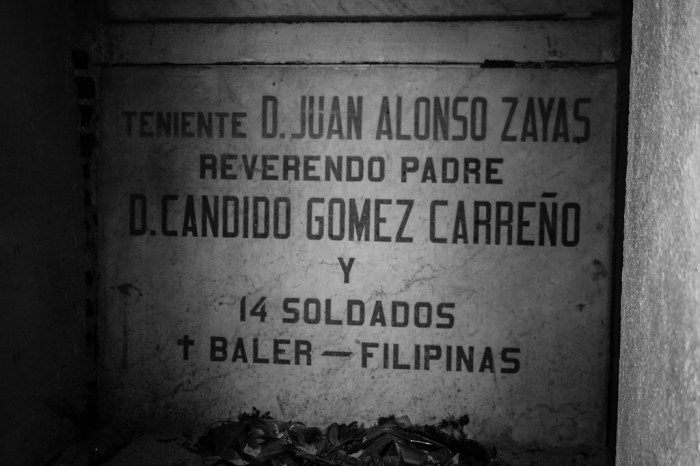 TENIENTE D. JUAN ALONSO ZAYAS
REVERENDO PADRE
D. CANDIDO GOMEZ CARREÑO
Y
14 SOLDADOS
† BALER — FILIPINAS